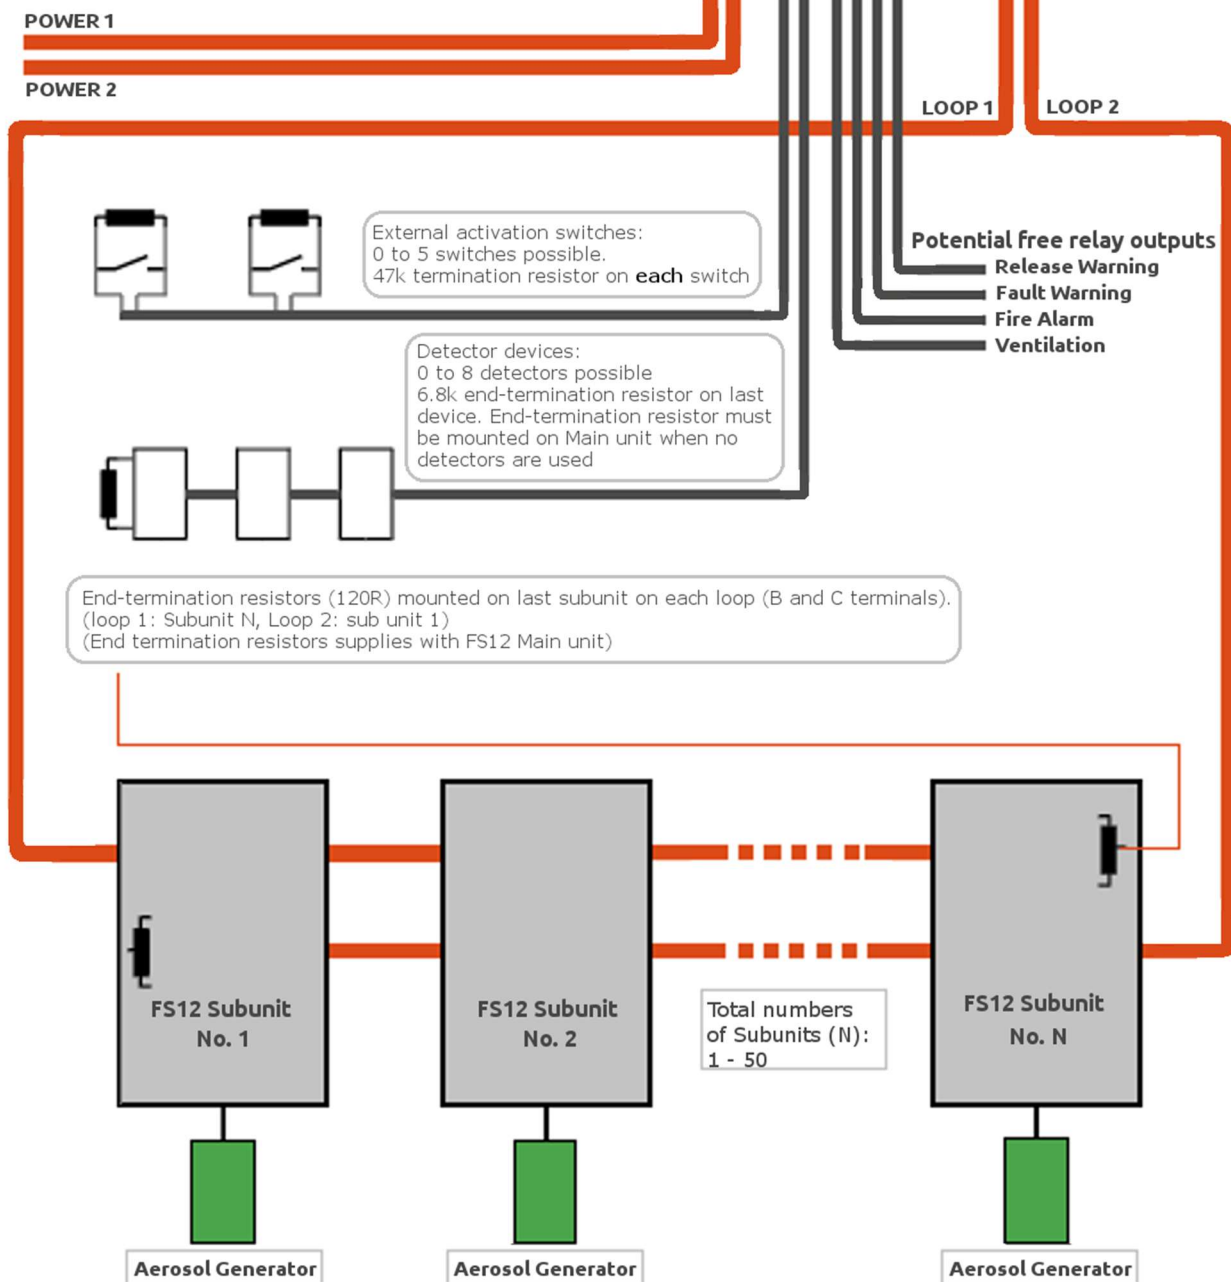 POWER 1
POWER 2
LOOP 1
LOOP 2
External activation switches:
0 to 5 switches possible.
47k termination resistor on each switch
Potential free relay outputs
Release Warning
Fault Warning
Fire Alarm
Ventilation
Detector devices:
0 to 8 detectors possible
6.8k end-termination resistor on last
device. End-termination resistor must
be mounted on Main unit when no
detectors are used
End-termination resistors (120R) mounted on last subunit on each loop (B and C terminals).
(loop 1: Subunit N, Loop 2: sub unit 1)
(End termination resistors supplies with FS12 Main unit)
FS12 Subunit
No. 1
FS12 Subunit
No. 2
Total numbers
of Subunits (N):
1 - 50
FS12 Subunit
No. N
Aerosol Generator
Aerosol Generator
Aerosol Generator